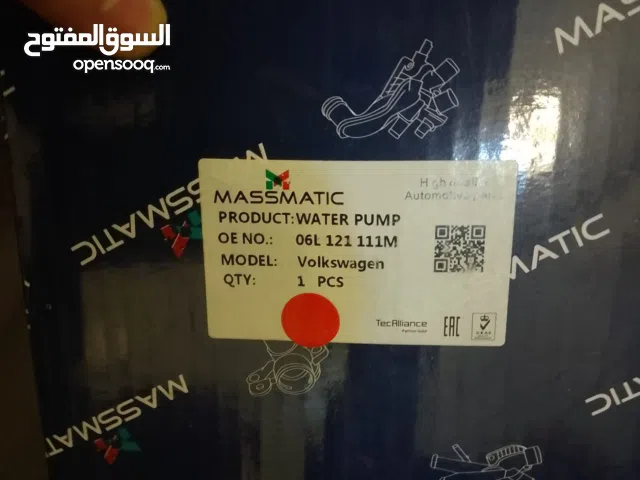 السوق المفتوح
opensooq.com
MASSMATIC
MASSMATIC
MASSMATIC
High
Automotive parts
PRODUCT:WATER PUMP
OE NO.: 06L 121 111M
MODEL: Volkswagen
QTY: 1 PCS
TecAlliance
EAC
UKAS
MATIC
MASSMATIC